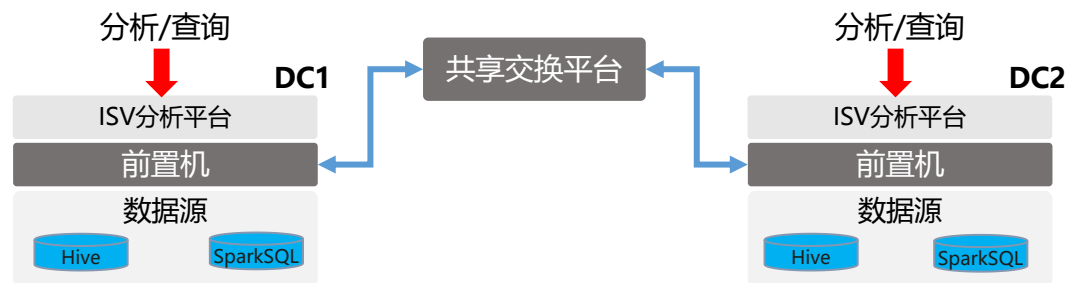 分析/查询
DC1
ISV分析平台
前置机
数据源
Hive
SparkSQL
共享交换平台
分析/查询
DC2
ISV分析平台
前置机
数据源
Hive
SparkSQL